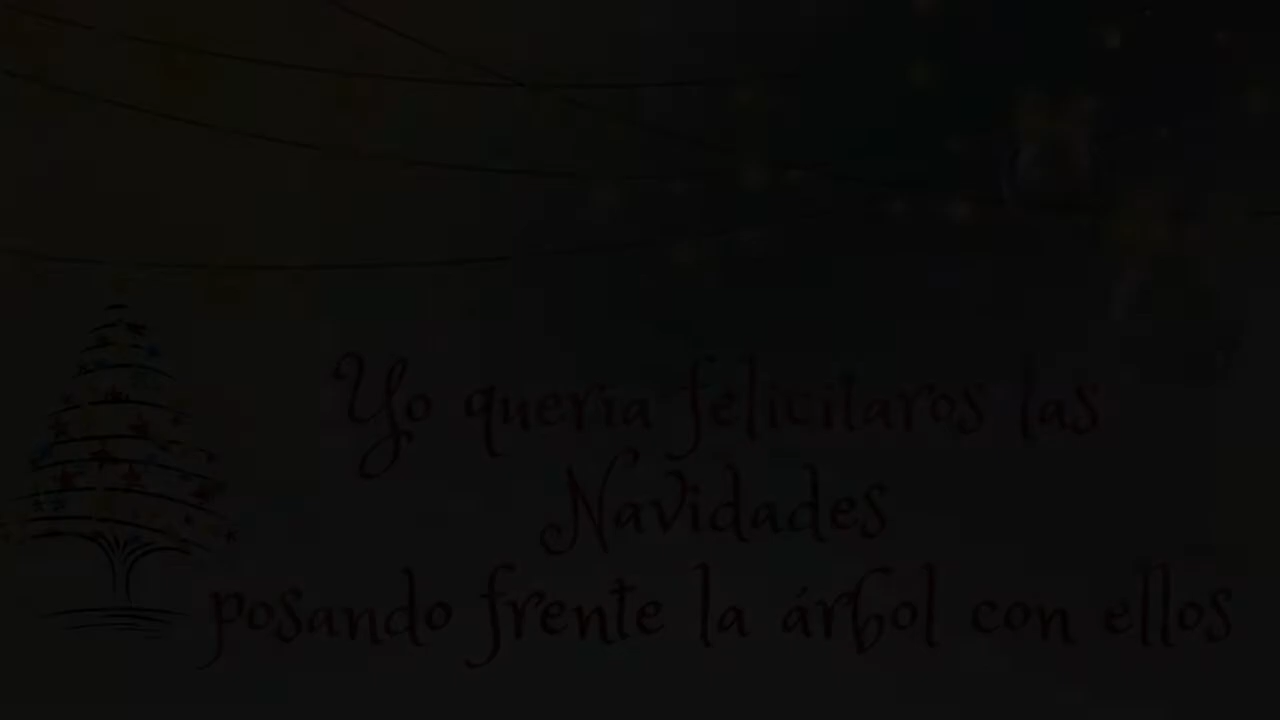 Yo quería felicitaros las
Navidades
posando frente la árbol con ellos